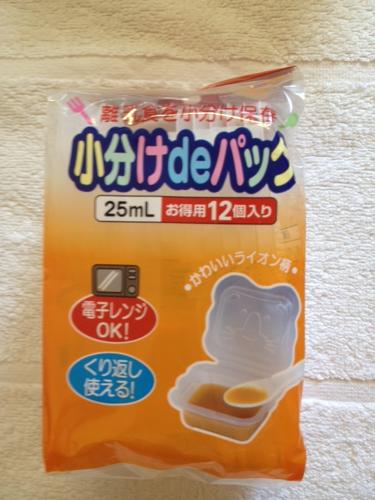 離乳食を小分け保存
小分けdeパック
25mL お得用12個入り
かわいいライオン柄
電子レンジ
OK!
くり返し
使える!